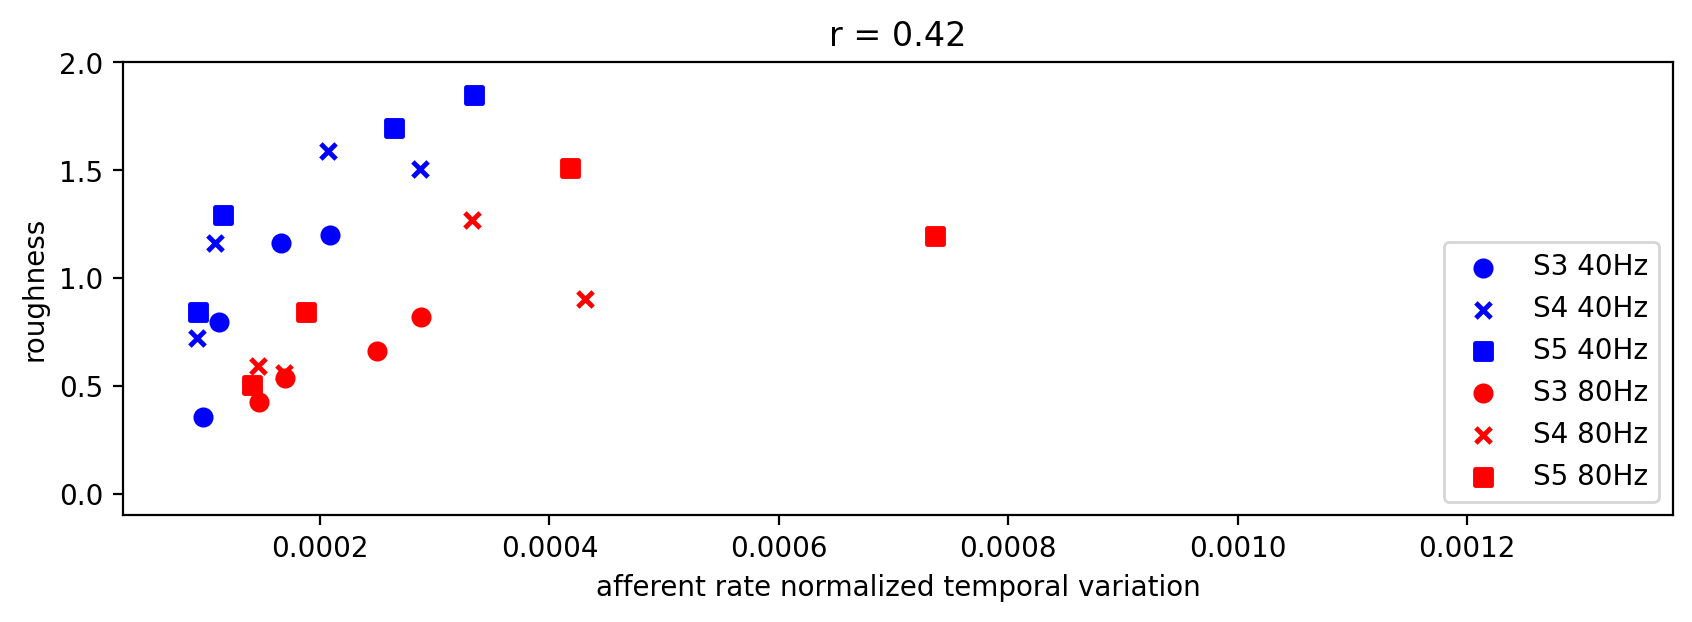 r = 0.42
2.0
1.5
1.0
0.5
0.0
roughness
S3 40Hz
S4 40Hz
S5 40Hz
S3 80Hz
S4 80Hz
S5 80Hz
0.0002 0.0004 0.0006 0.0008 0.0010 0.0012
afferent rate normalized temporal variation